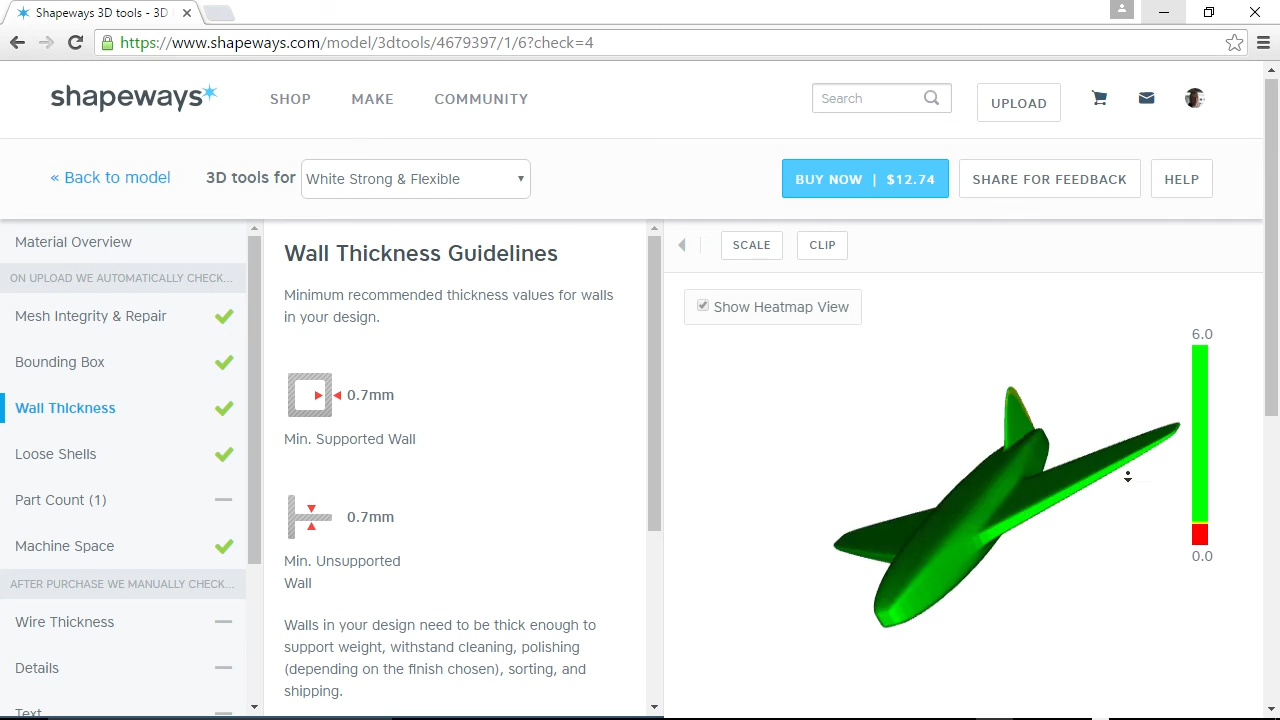 Shapeways 3D tools - 3D
https://www.shapeways.com/model/3dtools/4679397/1/6?check=4
shapeways
SHOP
MAKE
COMMUNITY
Search
UPLOAD
« Back to model
3D tools for
White Strong & Flexible
BUY NOW | $12.74
SHARE FOR FEEDBACK
HELP
Material Overview
ON UPLOAD WE AUTOMATICALLY CHECK...
Mesh Integrity & Repair
Bounding Box
Wall Thickness
Loose Shells
Part Count (1)
Machine Space
AFTER PURCHASE WE MANUALLY CHECK...
Wire Thickness
Details
Text
Wall Thickness Guidelines
Minimum recommended thickness values for walls
in your design.
0.7mm
Min. Supported Wall
0.7mm
Min. Unsupported
Wall
Walls in your design need to be thick enough to
support weight, withstand cleaning, polishing
(depending on the finish chosen), sorting, and
shipping.
SCALE
CLIP
Show Heatmap View
6.0
0.0